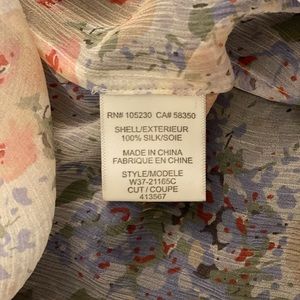 RN# 105230 CA# 58350
SHELL/EXTERIEUR
100% SILK/SOIE
MADE IN CHINA
FABRIQUE EN CHINE
STYLE/MODELE
W37-21165C
CUT / COUPE
413567